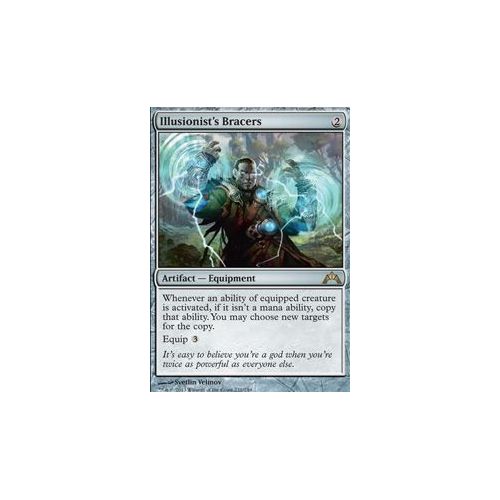 Illusionist's Bracers 2
Artifact — Equipment
Whenever an ability of equipped creature
is activated, if it isn't a mana ability, copy
that ability. You may choose new targets
for the copy.
Equip 3
It's easy to believe you're a god when you're
twice as powerful as everyone else.
Svetlin Velinov